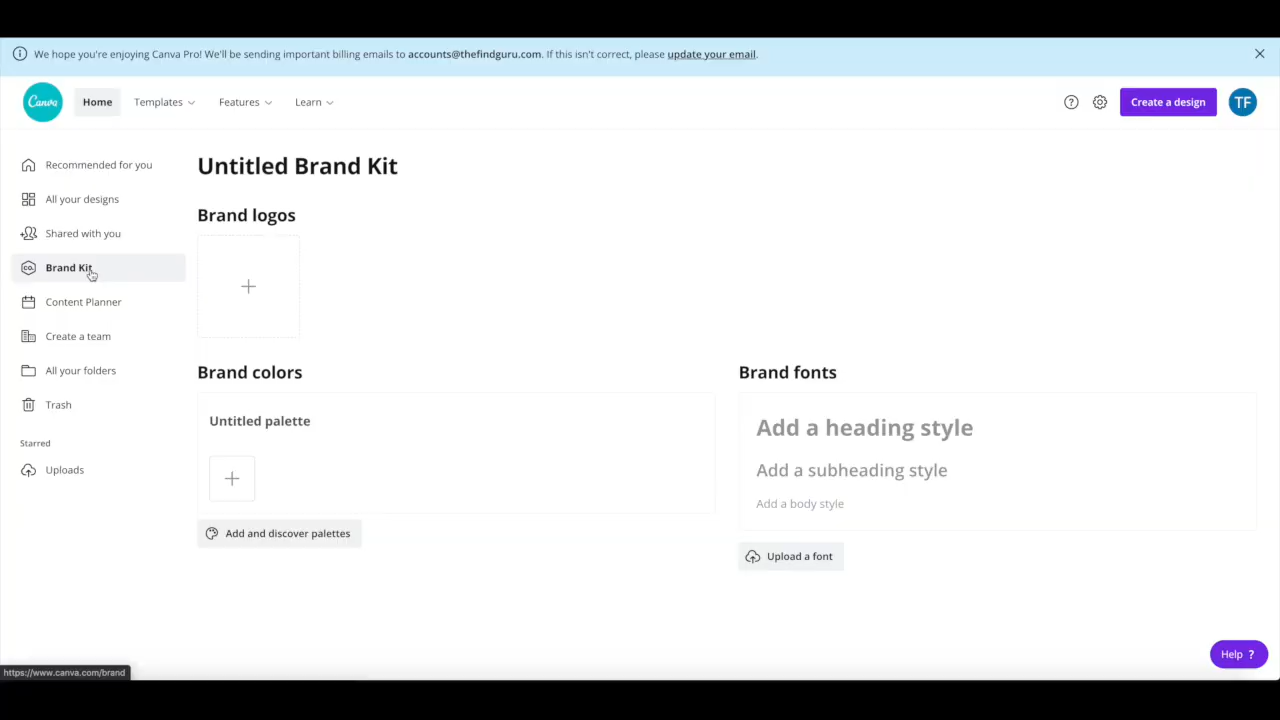 We hope you're enjoying Canva Pro! We'll be sending important billing emails to accounts@thefindguru.com. If this isn't correct, please update your email.
Canva
Home
Templates
Features
Learn
Create a design
TF
Recommended for you
All your designs
Shared with you
CO.
Brand Kit
Content Planner
Create a team
All your folders
Trash
Starred
Uploads
Untitled Brand Kit
Brand logos
Brand colors
Untitled palette
Add and discover palettes
Brand fonts
Add a heading style
Add a subheading style
Add a body style
Upload a font
Help ?
https://www.canva.com/brand